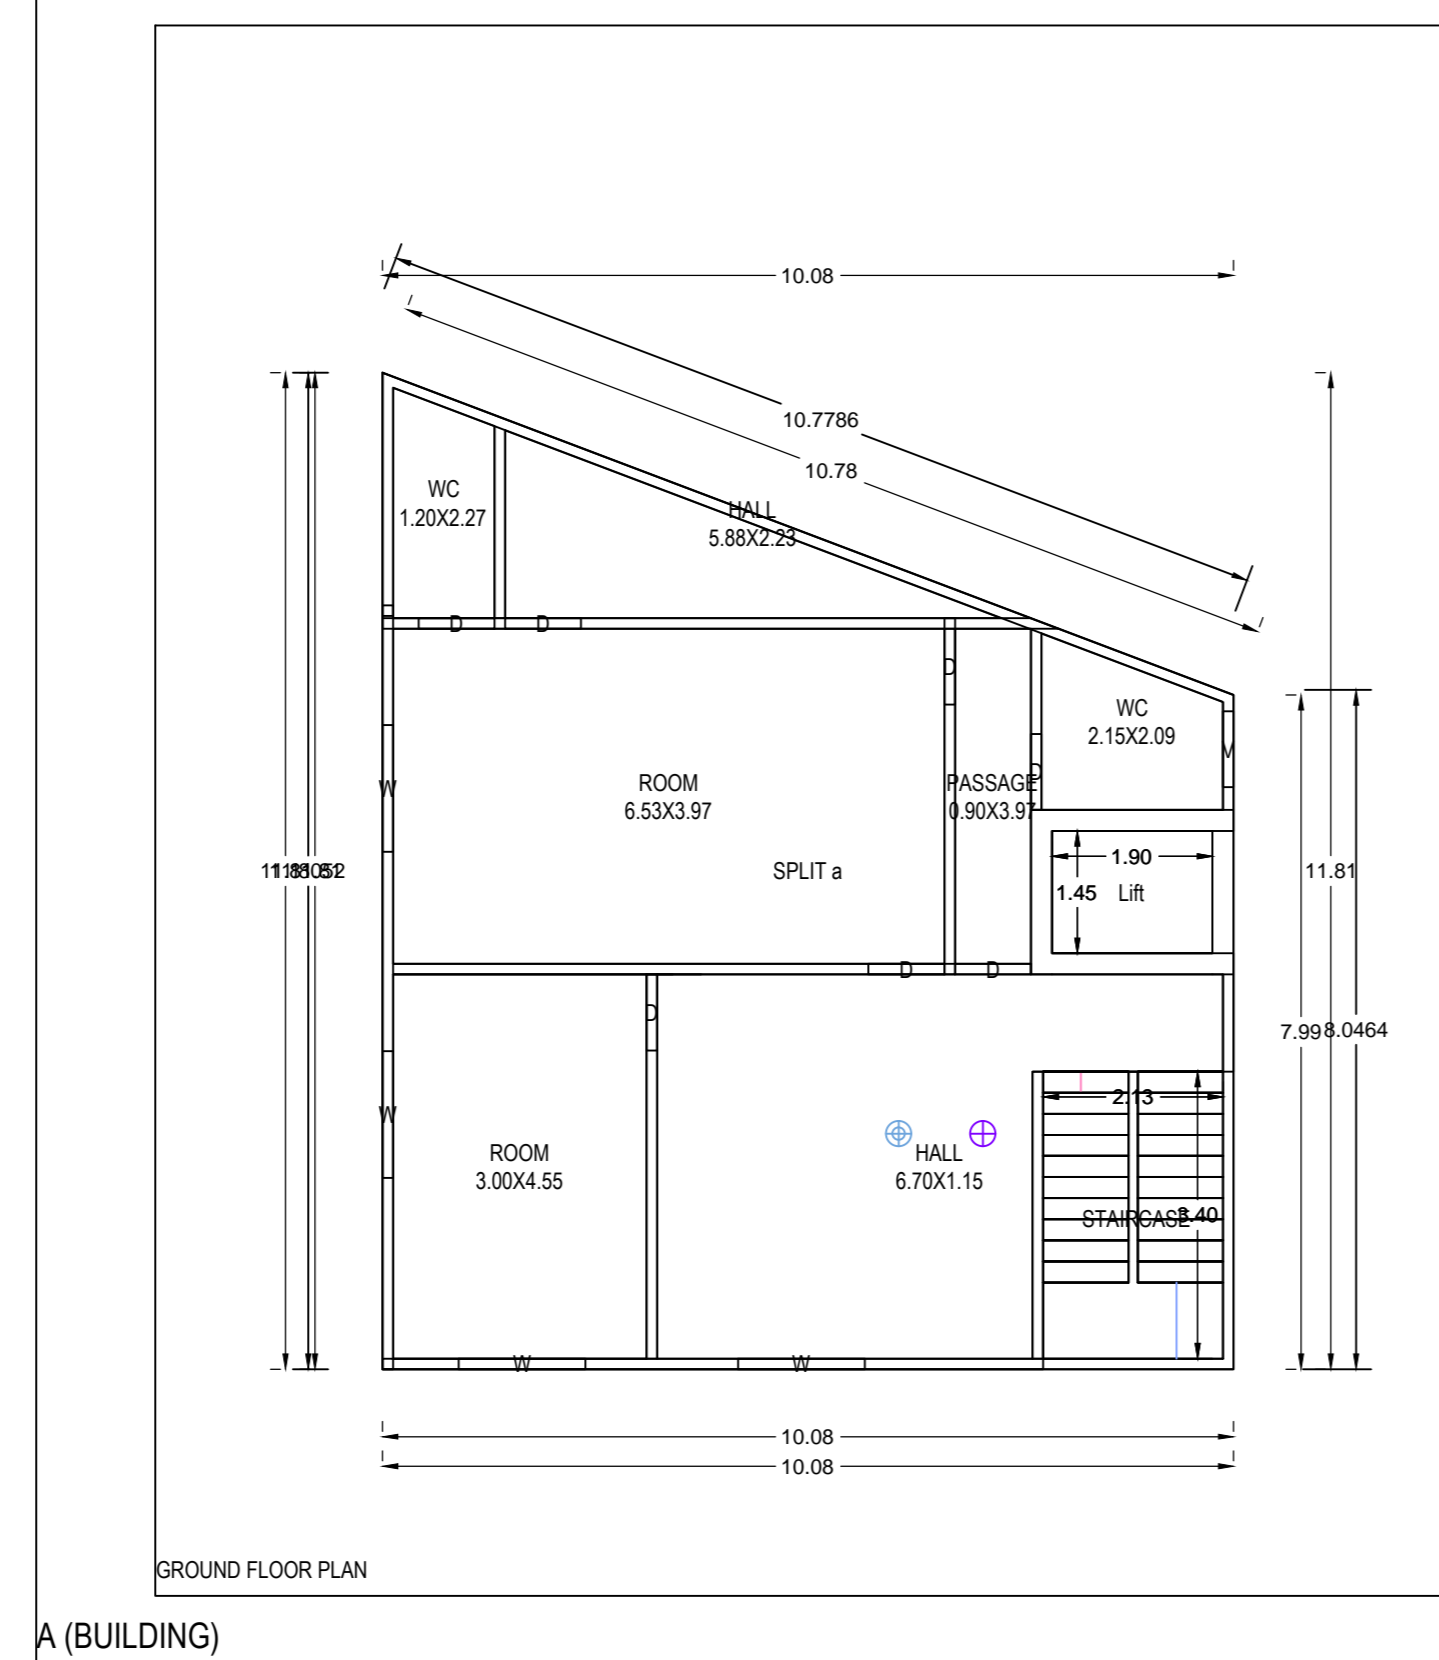 10.08
10.7786
10.78
WC
1.20X2.27
HALL
5.88X2.23
D
D
D
WC
2.15X2.09
V
W
ROOM
6.53X3.97
PASSAGE
0.90X3.97
D
SPLIT a
1.90
1.45
Lift
11.81
D
D
7.99
8.0464
D
W
2.13
ROOM
3.00X4.55
HALL
6.70X1.15
STAIRCASE
3.40
W
W
10.08
10.08
GROUND FLOOR PLAN
A (BUILDING)